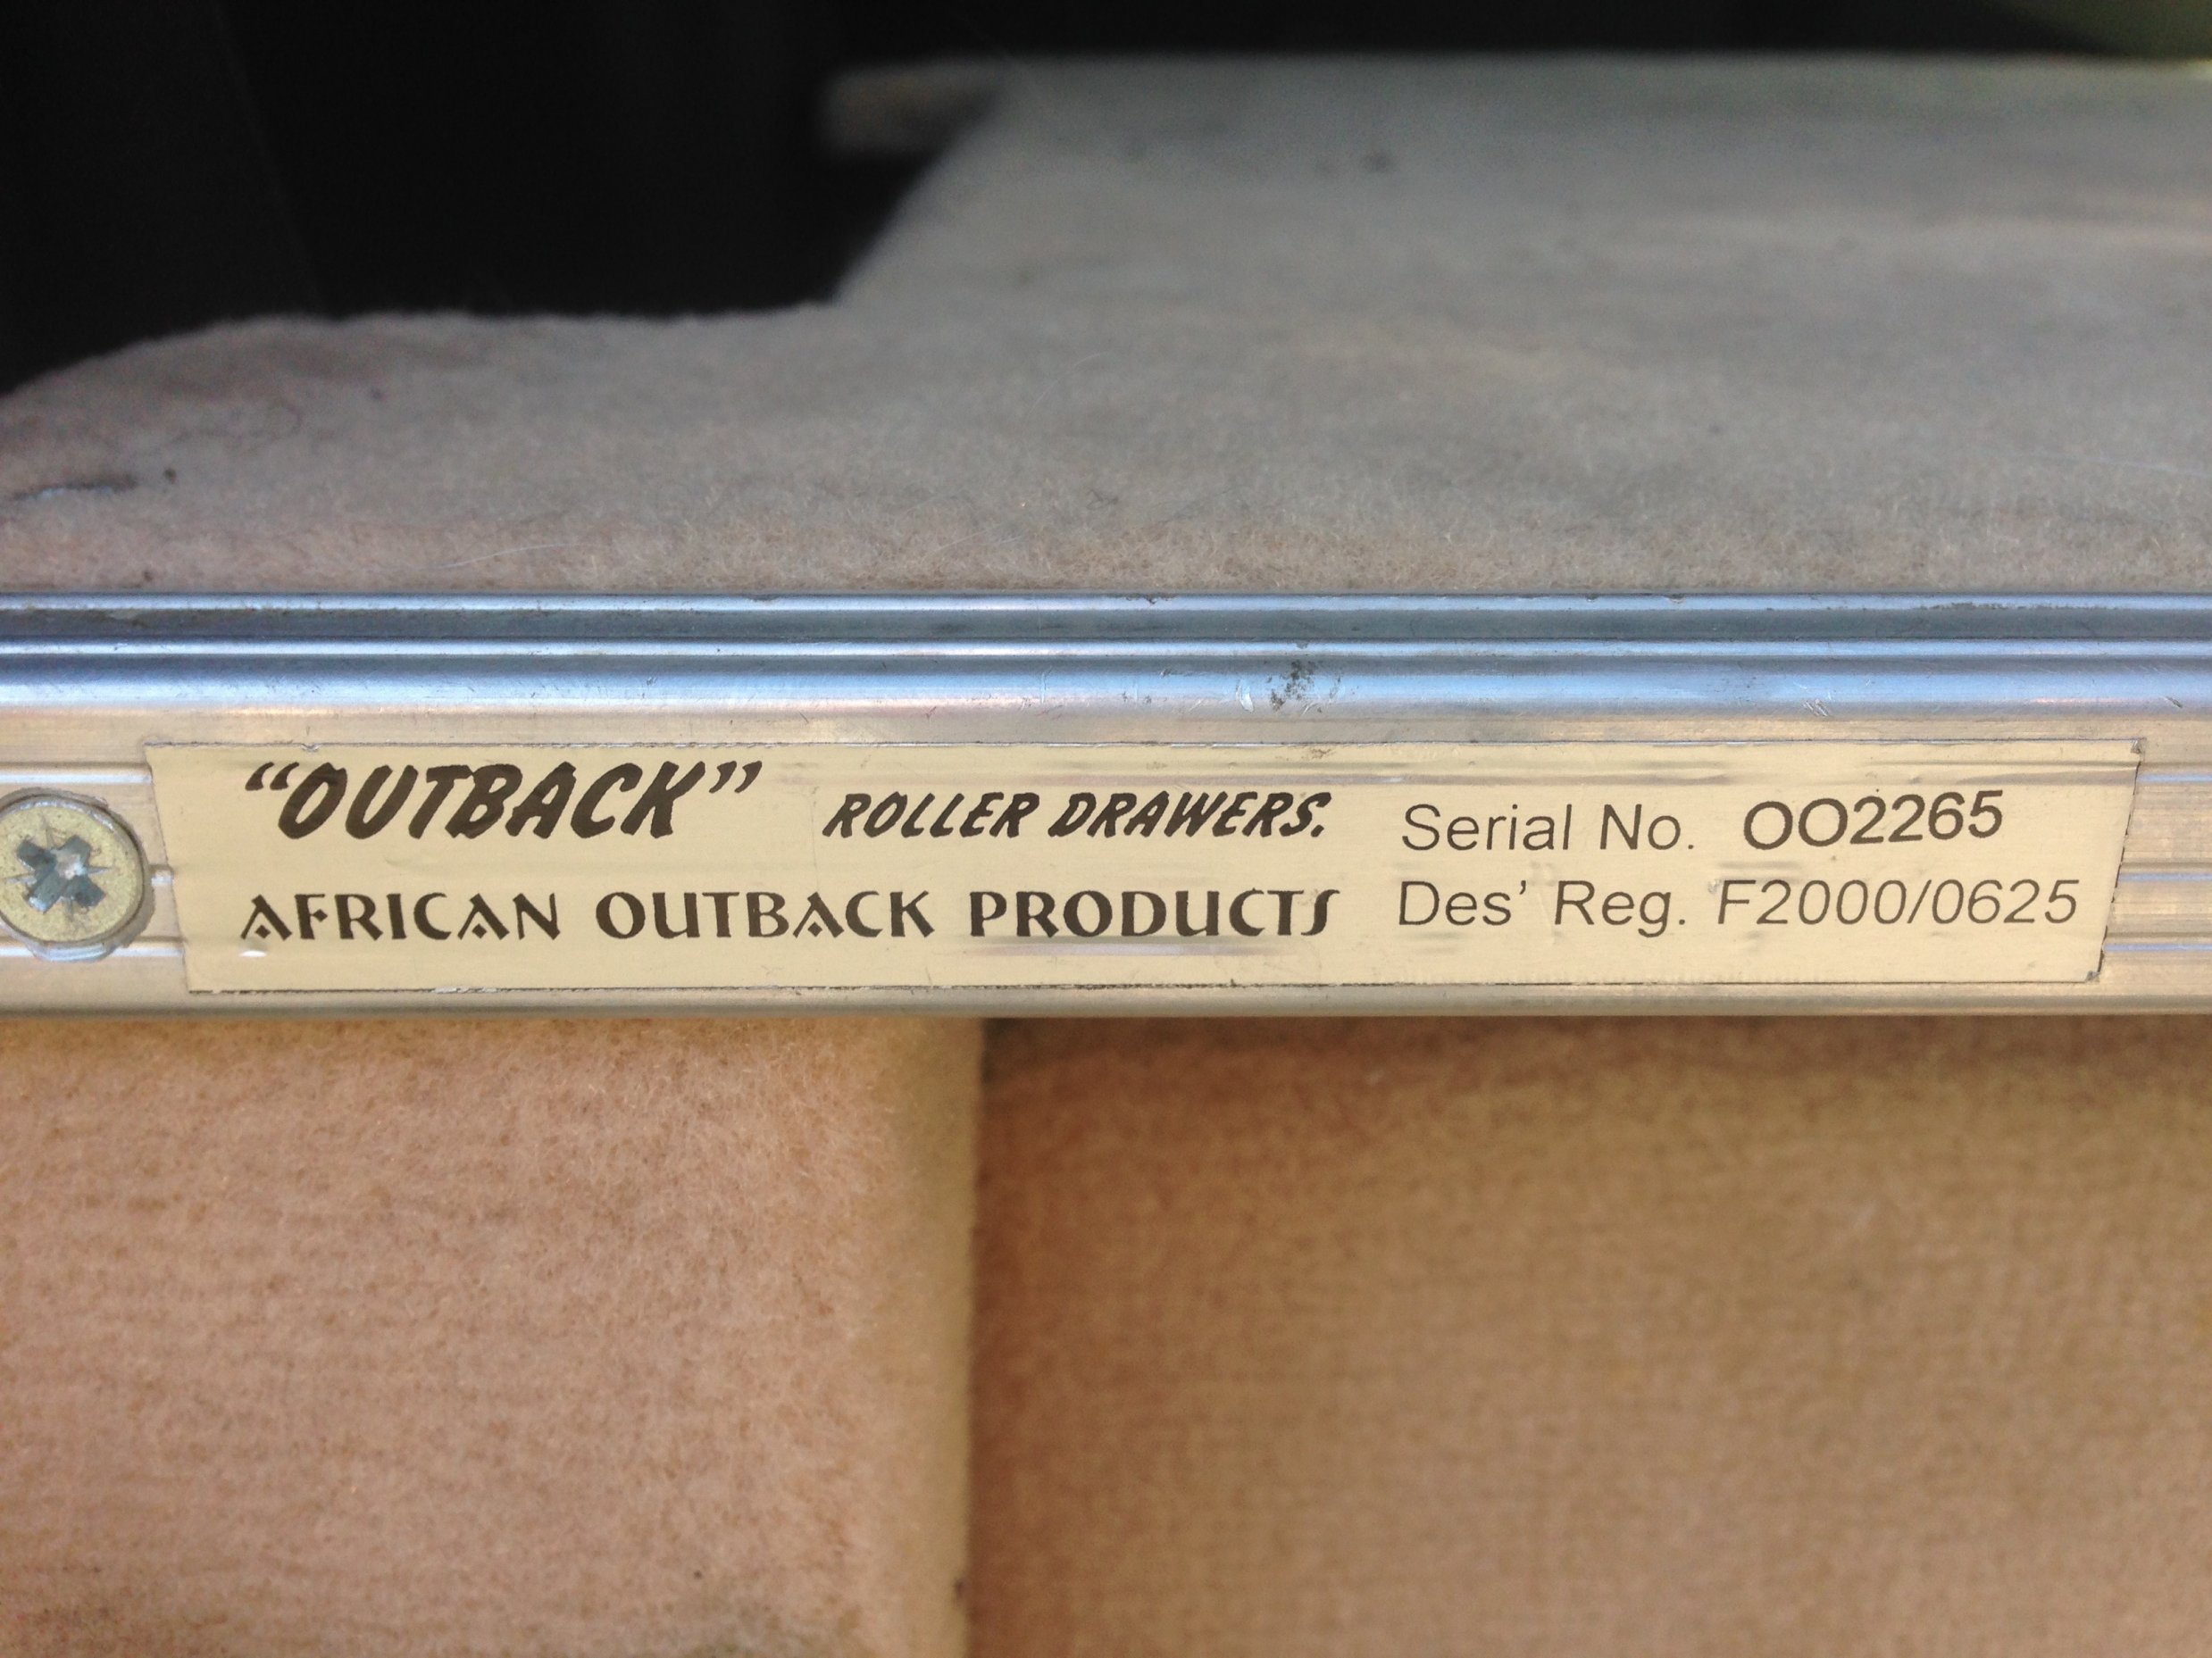 “OUTBACK” ROLLER DRAWERS. Serial No. OO2265
AFRICAN OUTBACK PRODUCTS Des’ Reg. F2000/0625